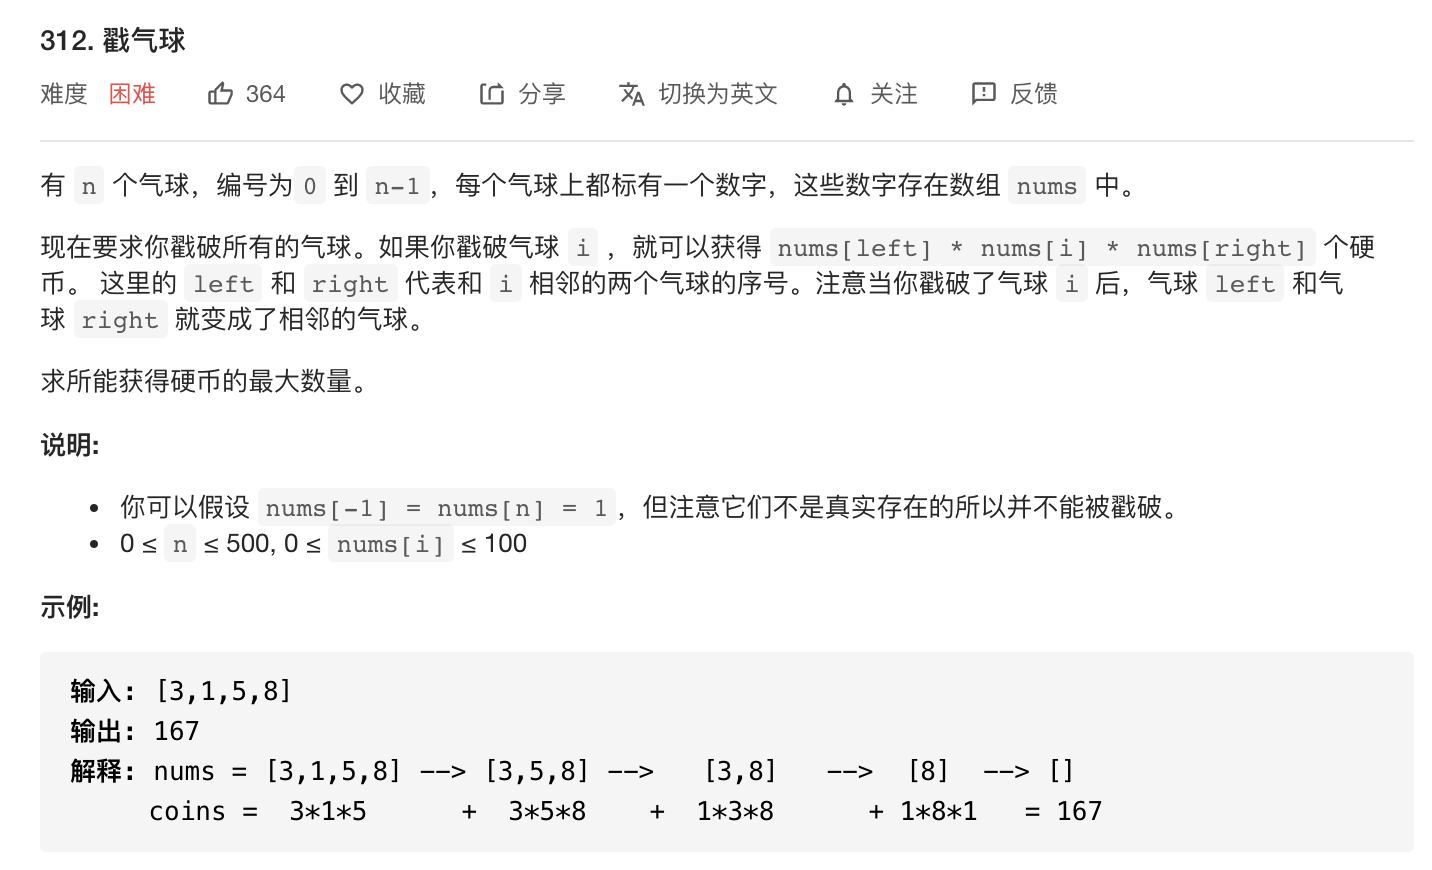 312. 戳气球
难度 困难 364 收藏 分享 切换为英文 关注 反馈
有 n 个气球，编号为 0 到 n-1，每个气球上都标有一个数字，这些数字存在数组 nums 中。
现在要求你戳破所有的气球。如果你戳破气球 i ，就可以获得 nums[left] * nums[i] * nums[right] 个硬
币。 这里的 left 和 right 代表和 i 相邻的两个气球的序号。注意当你戳破了气球 i 后，气球 left 和气
球 right 就变成了相邻的气球。
求所能获得硬币的最大数量。
说明:
• 你可以假设 nums[-1] = nums[n] = 1，但注意它们不是真实存在的所以并不能被戳破。
• 0 ≤ n ≤ 500, 0 ≤ nums[i] ≤ 100
示例:
输入: [3,1,5,8]
输出: 167
解释: nums = [3,1,5,8] --> [3,5,8] --> [3,8] --> [8] --> []
coins = 3*1*5 + 3*5*8 + 1*3*8 + 1*8*1 = 167